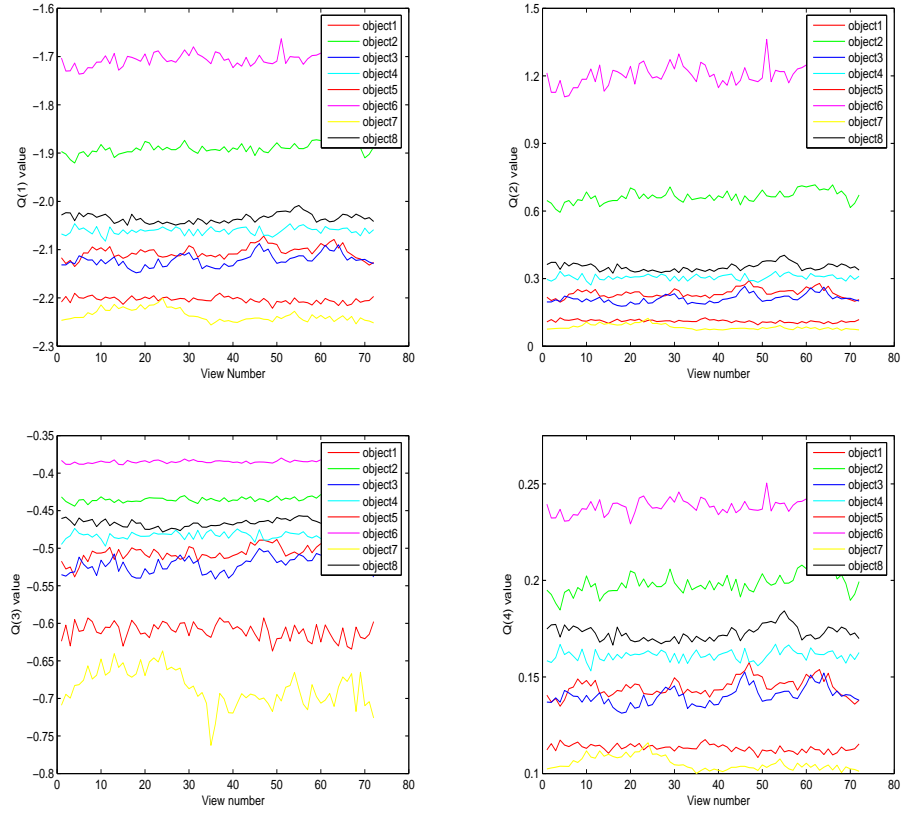 −1.6
−1.7
−1.8
−1.9
−2.0
−2.1
−2.2
−2.3
Q(1) value
0 10 20 30 40 50 60 70 80
View Number
object1
object2
object3
object4
object5
object6
object7
object8
1.5
1.2
0.9
0.6
0.3
0
Q(2) value
0 10 20 30 40 50 60 70 80
View number
object1
object2
object3
object4
object5
object6
object7
object8
−0.35
−0.4
−0.45
−0.5
−0.55
−0.6
−0.65
−0.7
−0.75
−0.8
Q(3) value
0 10 20 30 40 50 60 70 80
View number
object1
object2
object3
object4
object5
object6
object7
object8
0.25
0.2
0.15
0.1
Q(4) value
0 10 20 30 40 50 60 70 80
View number
object1
object2
object3
object4
object5
object6
object7
object8